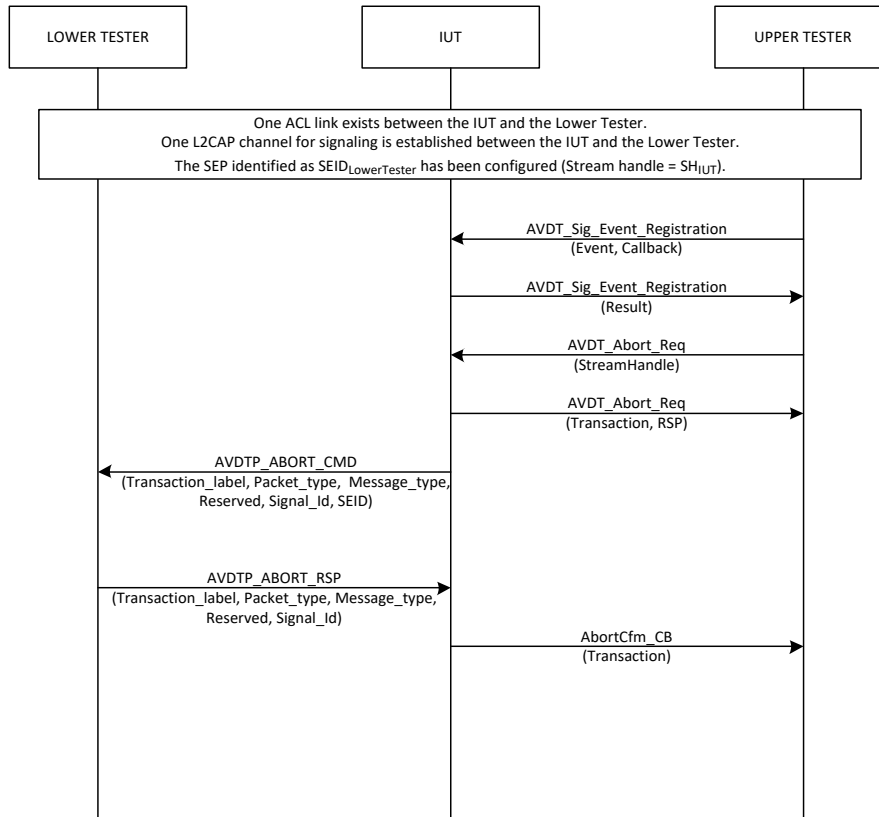 LOWER TESTER
IUT
UPPER TESTER
One ACL link exists between the IUT and the Lower Tester.
One L2CAP channel for signaling is established between the IUT and the Lower Tester.
The SEP identified as SEIDLowerTester has been configured (Stream handle = SHIUT).
AVDT_Sig_Event_Registration
(Event, Callback)
AVDT_Sig_Event_Registration
(Result)
AVDT_Abort_Req
(StreamHandle)
AVDT_Abort_Req
(Transaction, RSP)
AVDTP_ABORT_CMD
(Transaction_label, Packet_type, Message_type,
Reserved, Signal_Id, SEID)
AVDTP_ABORT_RSP
(Transaction_label, Packet_type, Message_type,
Reserved, Signal_Id)
AbortCfm_CB
(Transaction)